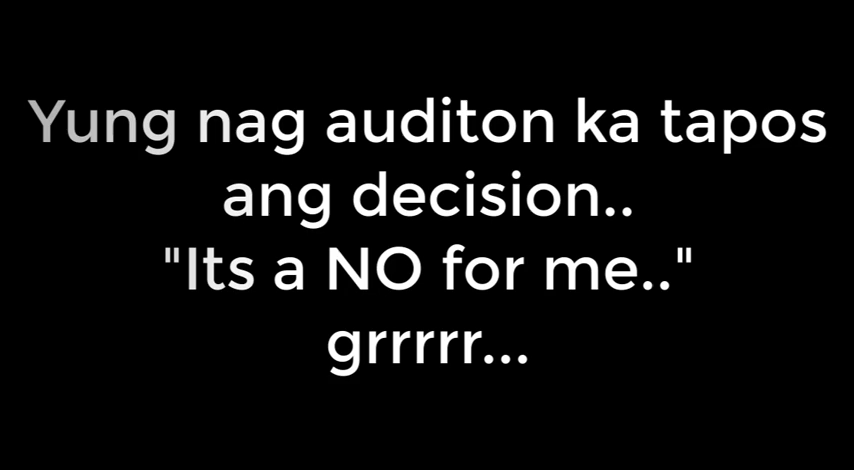 Yung nag auditon ka tapos
ang decision..
"Its a NO for me.."
grrrrr...